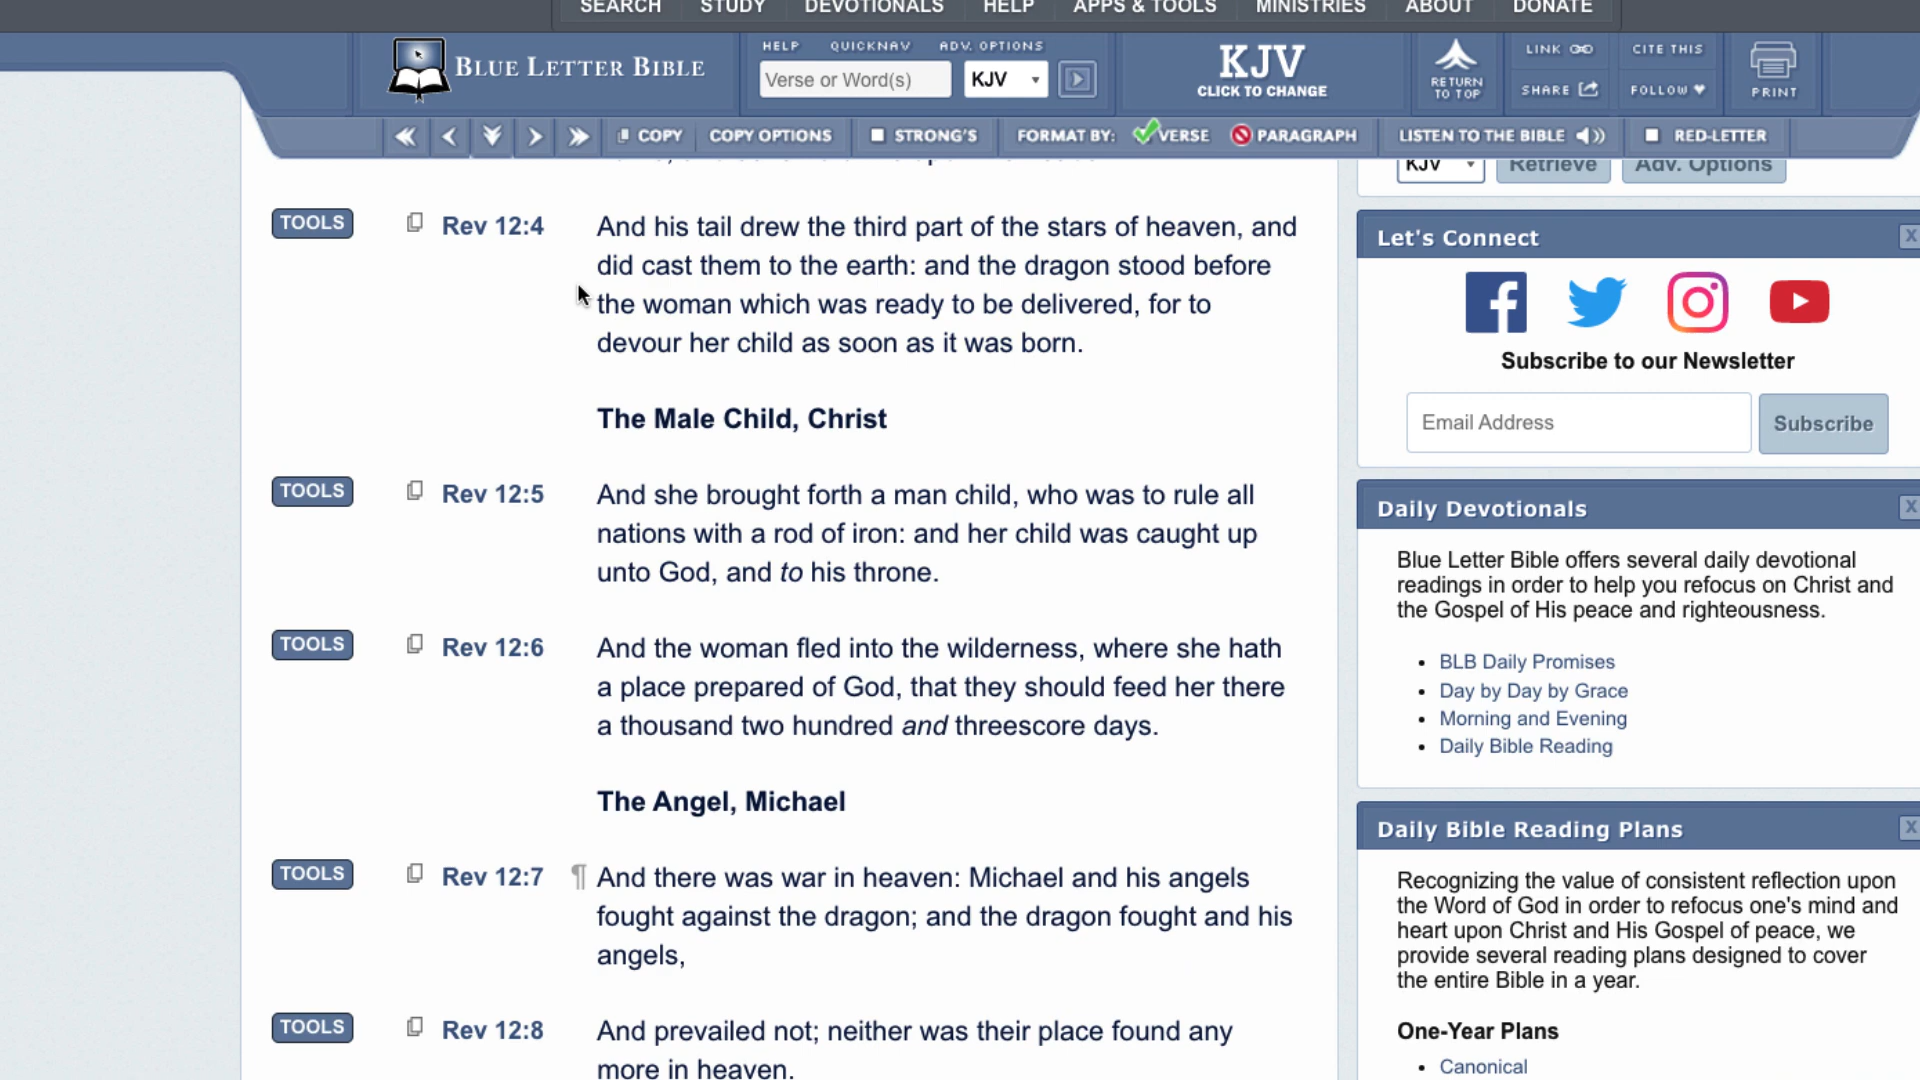 SEARCH STUDY DEVOTIONALS HELP APPS & TOOLS MINISTRIES ABOUT DONATE
BLUE LETTER BIBLE
HELP QUICKNAV ADV. OPTIONS
Verse or Word(s) KJV
KJV
CLICK TO CHANGE
RETURN
TO TOP
LINK
SHARE
CITE THIS
FOLLOW
PRINT
COPY COPY OPTIONS STRONG'S FORMAT BY: VERSE PARAGRAPH LISTEN TO THE BIBLE RED-LETTER
TOOLS Rev 12:4 And his tail drew the third part of the stars of heaven, and
did cast them to the earth: and the dragon stood before
the woman which was ready to be delivered, for to
devour her child as soon as it was born.
The Male Child, Christ
TOOLS Rev 12:5 And she brought forth a man child, who was to rule all
nations with a rod of iron: and her child was caught up
unto God, and to his throne.
TOOLS Rev 12:6 And the woman fled into the wilderness, where she hath
a place prepared of God, that they should feed her there
a thousand two hundred and threescore days.
The Angel, Michael
TOOLS Rev 12:7 ¶ And there was war in heaven: Michael and his angels
fought against the dragon; and the dragon fought and his
angels,
TOOLS Rev 12:8 And prevailed not; neither was their place found any
more in heaven.
KJV Retrieve Adv. Options
Let's Connect X
Subscribe to our Newsletter
Email Address Subscribe
Daily Devotionals X
Blue Letter Bible offers several daily devotional
readings in order to help you refocus on Christ and
the Gospel of His peace and righteousness.
• BLB Daily Promises
• Day by Day by Grace
• Morning and Evening
• Daily Bible Reading
Daily Bible Reading Plans X
Recognizing the value of consistent reflection upon
the Word of God in order to refocus one's mind and
heart upon Christ and His Gospel of peace, we
provide several reading plans designed to cover
the entire Bible in a year.
One-Year Plans
• Canonical